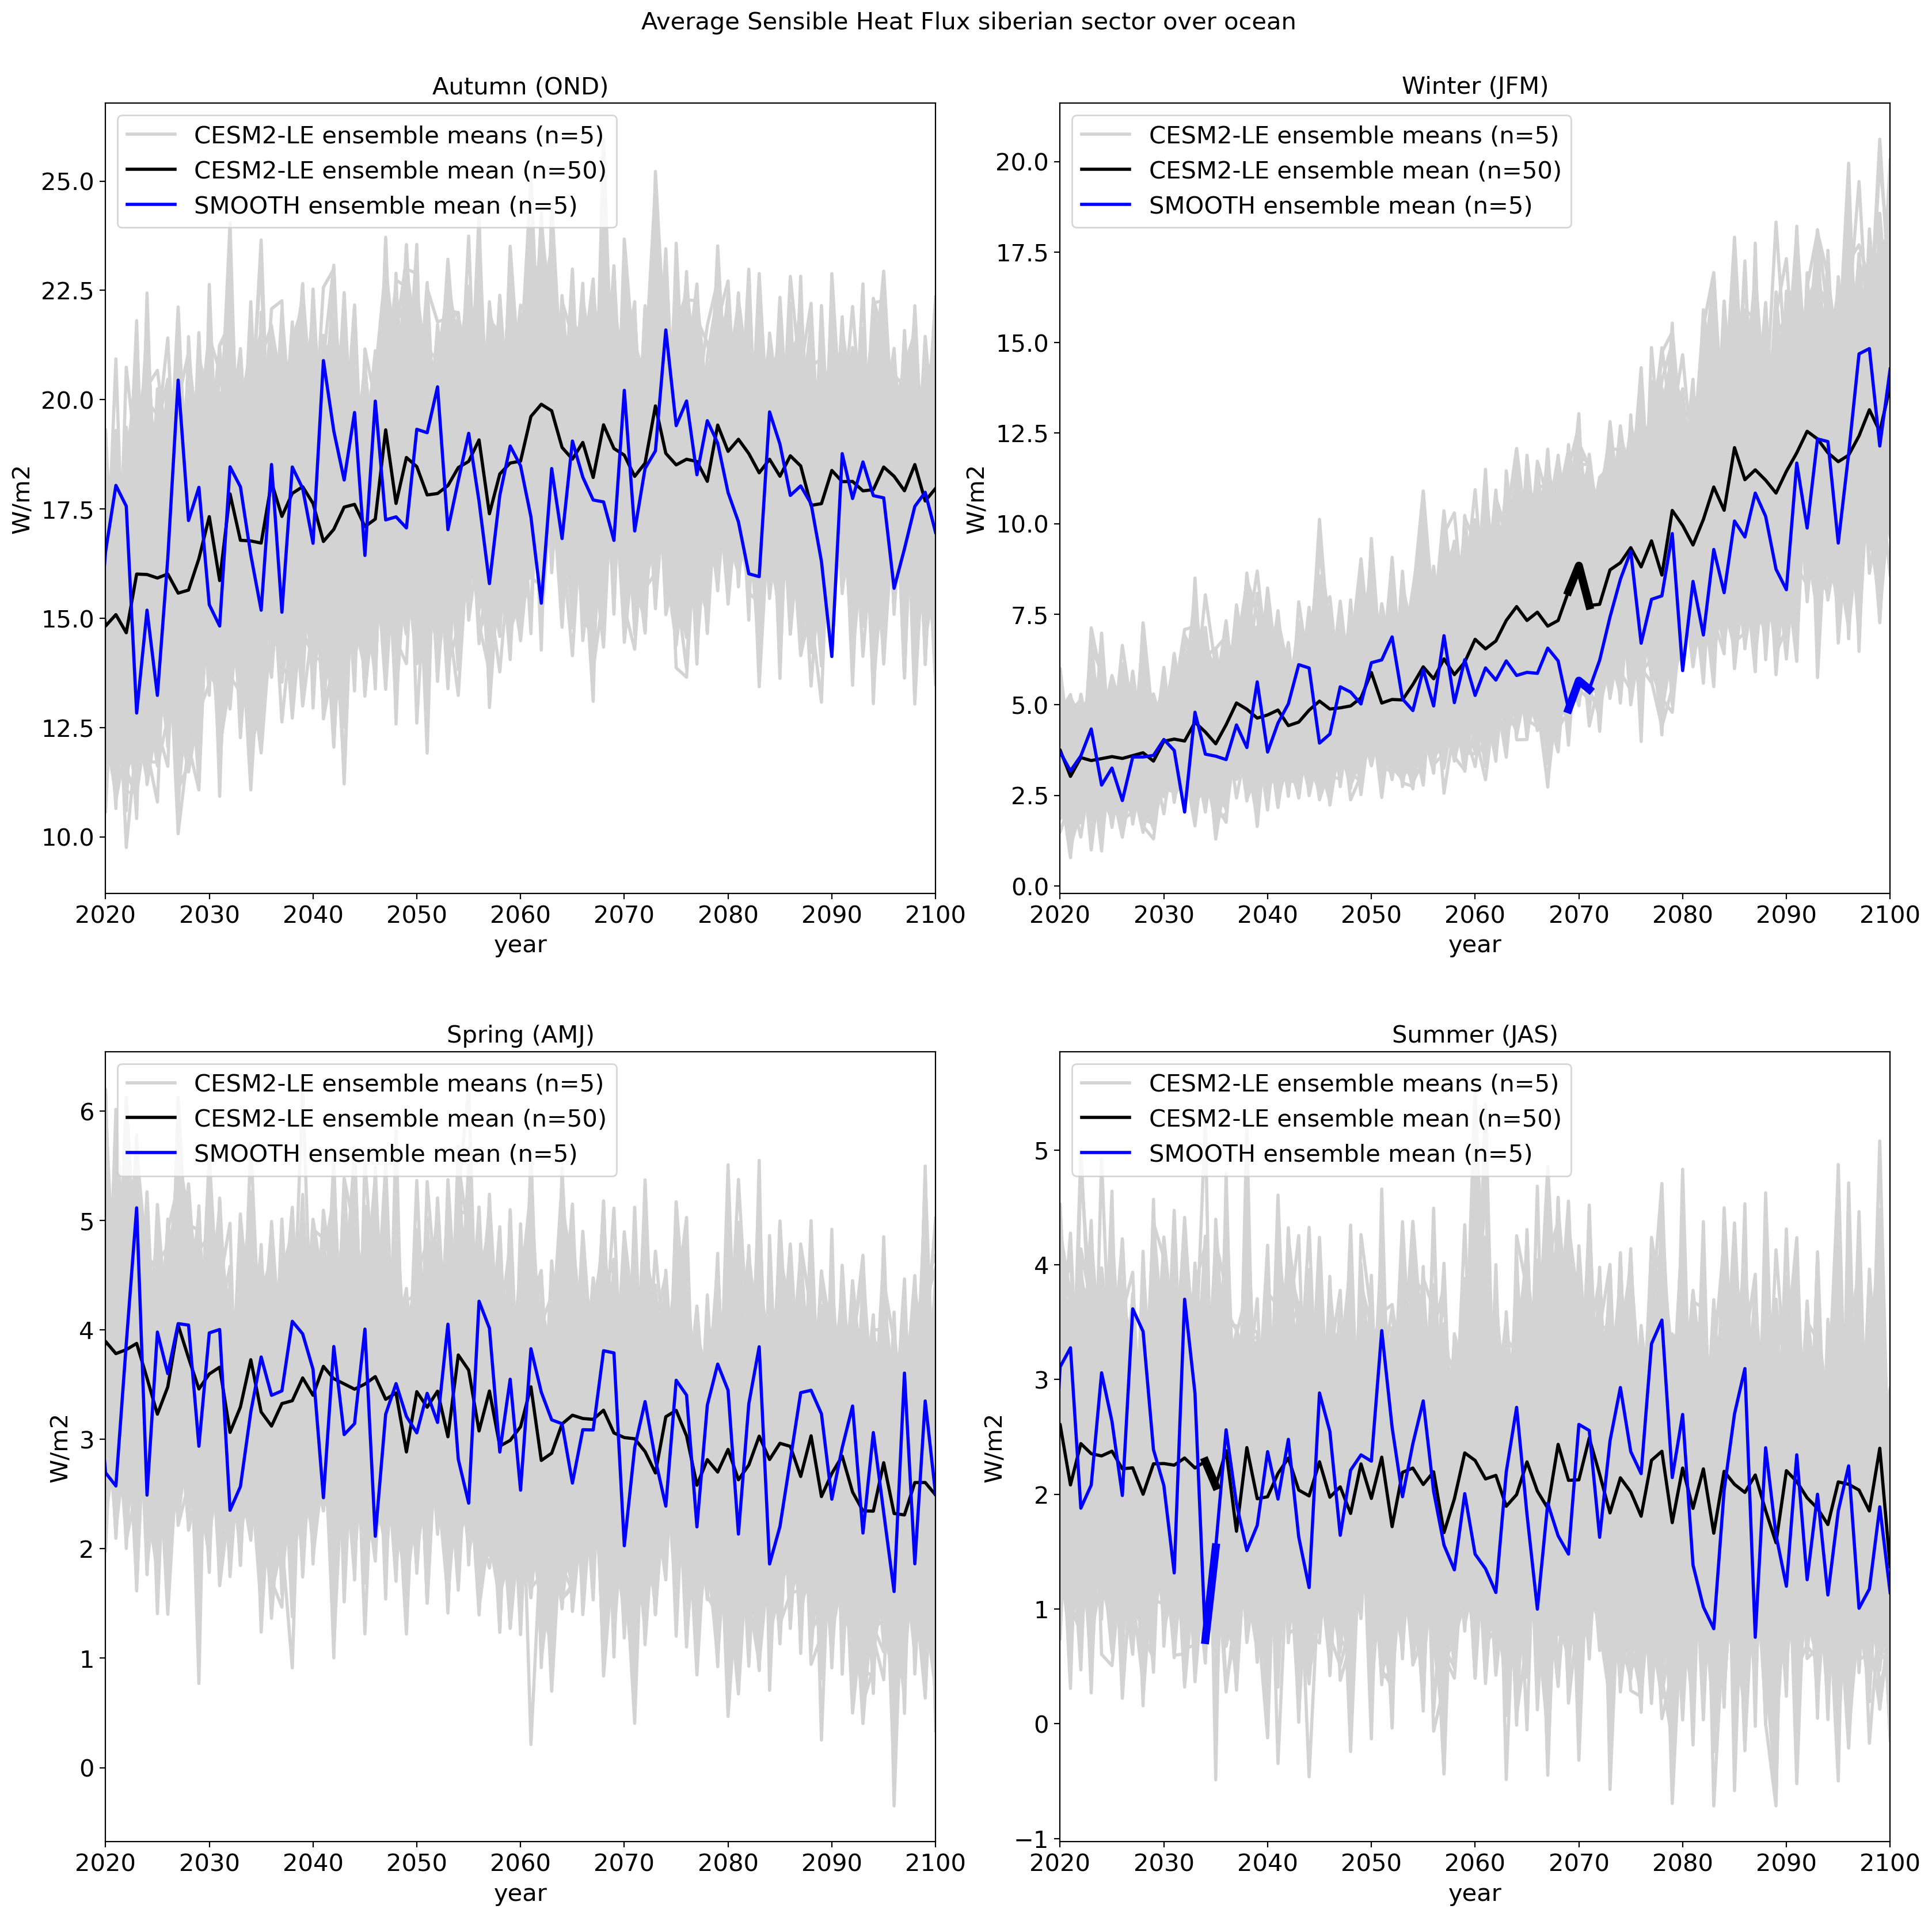 Average Sensible Heat Flux siberian sector over ocean
Autumn (OND)
CESM2-LE ensemble means (n=5)
CESM2-LE ensemble mean (n=50)
SMOOTH ensemble mean (n=5)
W/m2
25.0
22.5
20.0
17.5
15.0
12.5
10.0
2020 2030 2040 2050 2060 2070 2080 2090 2100
year
Winter (JFM)
CESM2-LE ensemble means (n=5)
CESM2-LE ensemble mean (n=50)
SMOOTH ensemble mean (n=5)
W/m2
20.0
17.5
15.0
12.5
10.0
7.5
5.0
2.5
0.0
2020 2030 2040 2050 2060 2070 2080 2090 2100
year
Spring (AMJ)
CESM2-LE ensemble means (n=5)
CESM2-LE ensemble mean (n=50)
SMOOTH ensemble mean (n=5)
W/m2
6
5
4
3
2
1
0
2020 2030 2040 2050 2060 2070 2080 2090 2100
year
Summer (JAS)
CESM2-LE ensemble means (n=5)
CESM2-LE ensemble mean (n=50)
SMOOTH ensemble mean (n=5)
W/m2
5
4
3
2
1
0
−1
2020 2030 2040 2050 2060 2070 2080 2090 2100
year